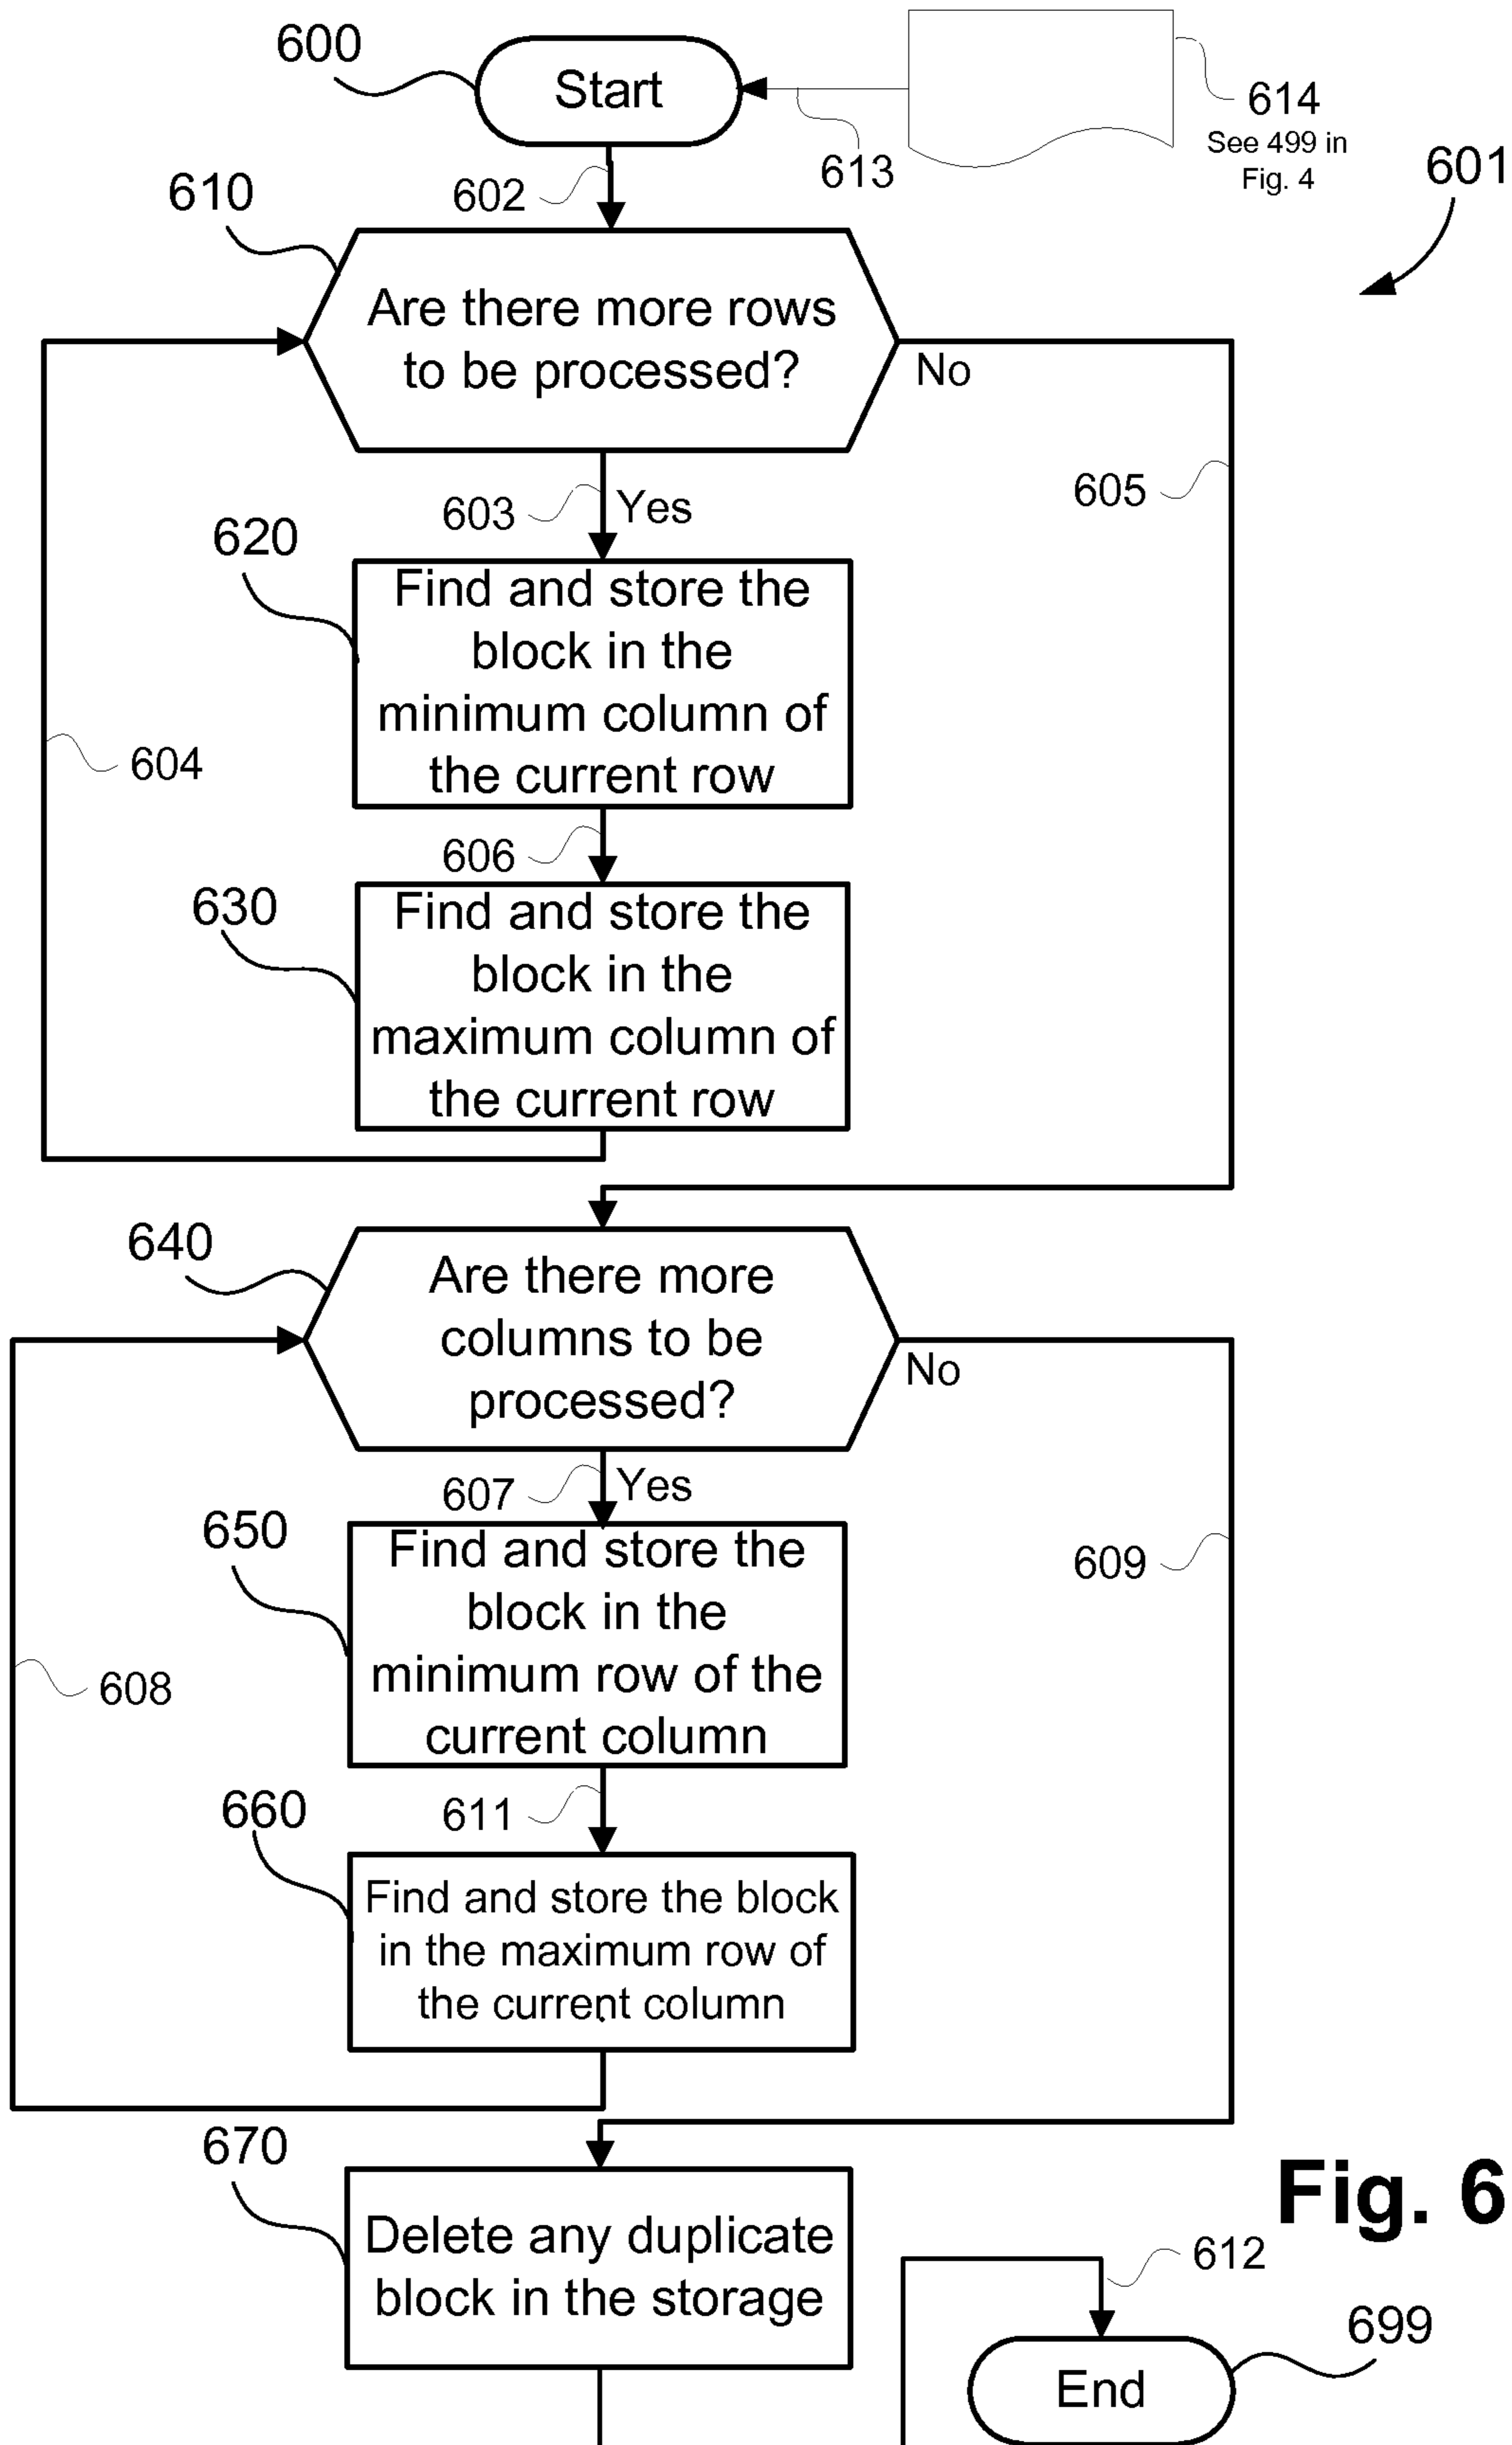 600
Start
614
See 499 in
Fig. 4
613
601
602
610
Are there more rows
to be processed?
No
605
603
Yes
620
Find and store the
block in the
minimum column of
the current row
604
606
630
Find and store the
block in the
maximum column of
the current row
640
Are there more
columns to be
processed?
No
607
Yes
609
650
Find and store the
block in the
minimum row of the
current column
608
611
660
Find and store the block
in the maximum row of
the current column
670
Delete any duplicate
block in the storage
Fig. 6
612
699
End